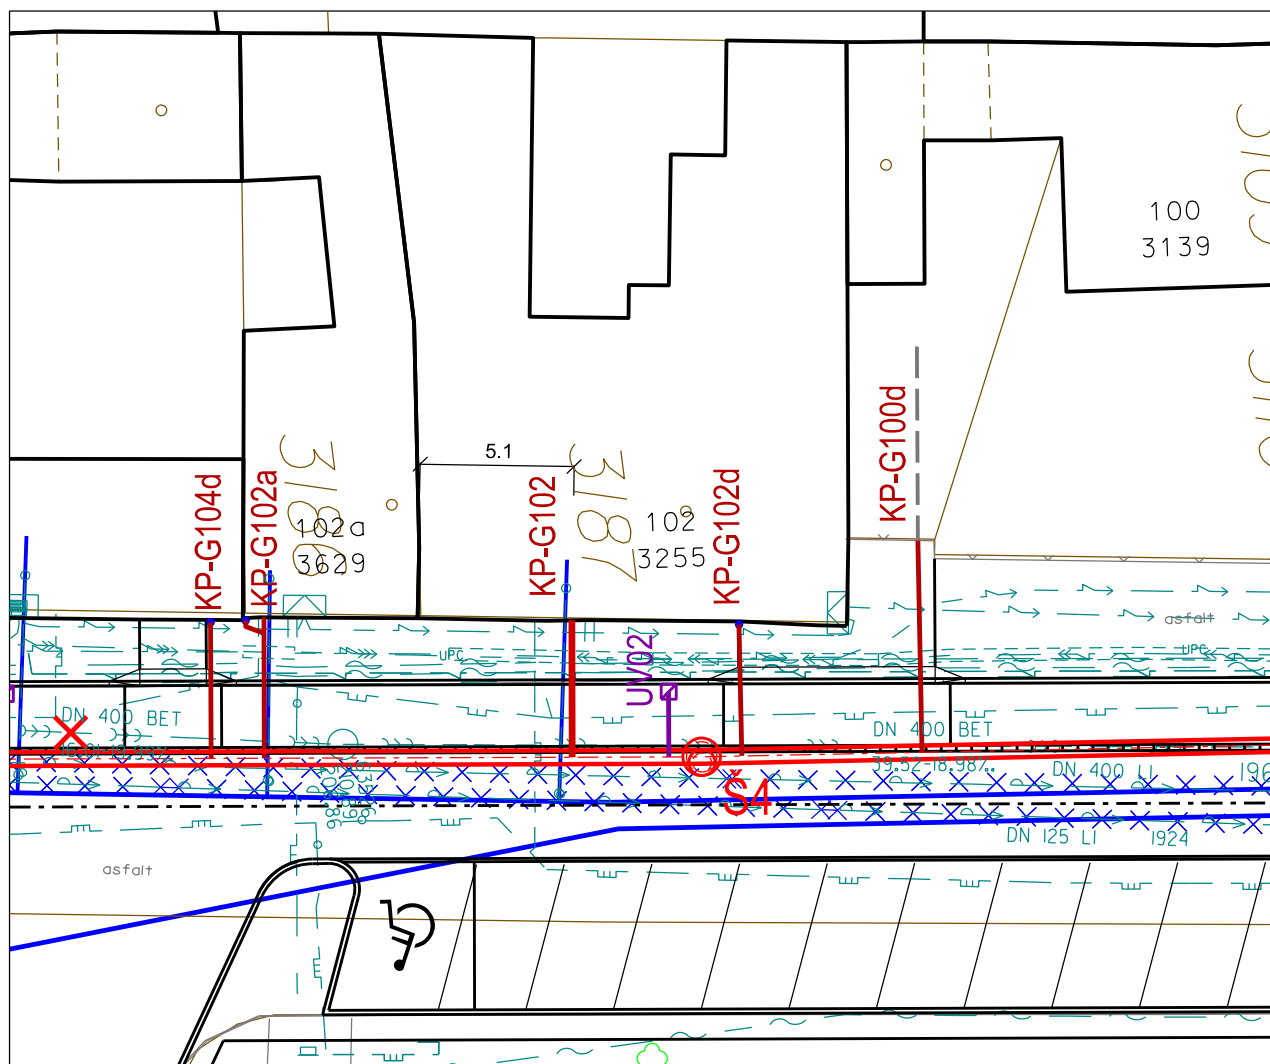 100
3139
5.1
KP-G100d
KP-G104d
KP-G102a
KP-G102
KP-G102d
3186
3187
102a
3629
102
3255
asfalt
UPC
UPC
UV02
DN 400 BET
DN 400 BET
39.52-18.98%.
DN 400 LI
Š4
DN 125 LI
1924
asfalt